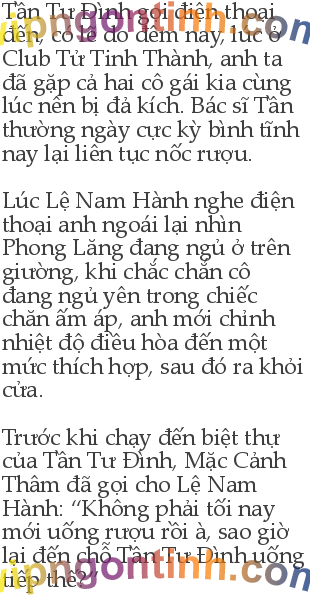 Tần Tư Đình gọi điện thoại
đến, có lẽ do đêm nay, lúc ở
Club Tử Tinh Thành, anh ta
đã gặp cả hai cô gái kia cùng
lúc nên bị đả kích. Bác sĩ Tần
thường ngày cực kỳ bình tĩnh
nay lại liên tục nốc rượu.
Lúc Lệ Nam Hành nghe điện
thoại anh ngoái lại nhìn
Phong Lăng đang ngủ ở trên
giường, khi chắc chắn cô
đang ngủ yên trong chiếc
chăn ấm áp, anh mới chỉnh
nhiệt độ điều hòa đến một
mức thích hợp, sau đó ra khỏi
cửa.
Trước khi chạy đến biệt thự
của Tần Tư Đình, Mặc Cảnh
Thâm đã gọi cho Lệ Nam
Hành: “Không phải tối nay
mới uống rượu rồi à, sao giờ
lại đến chỗ Tần Tư Đình uống
tiếp thế?”
vipngontinh.com
vipngontinh.com